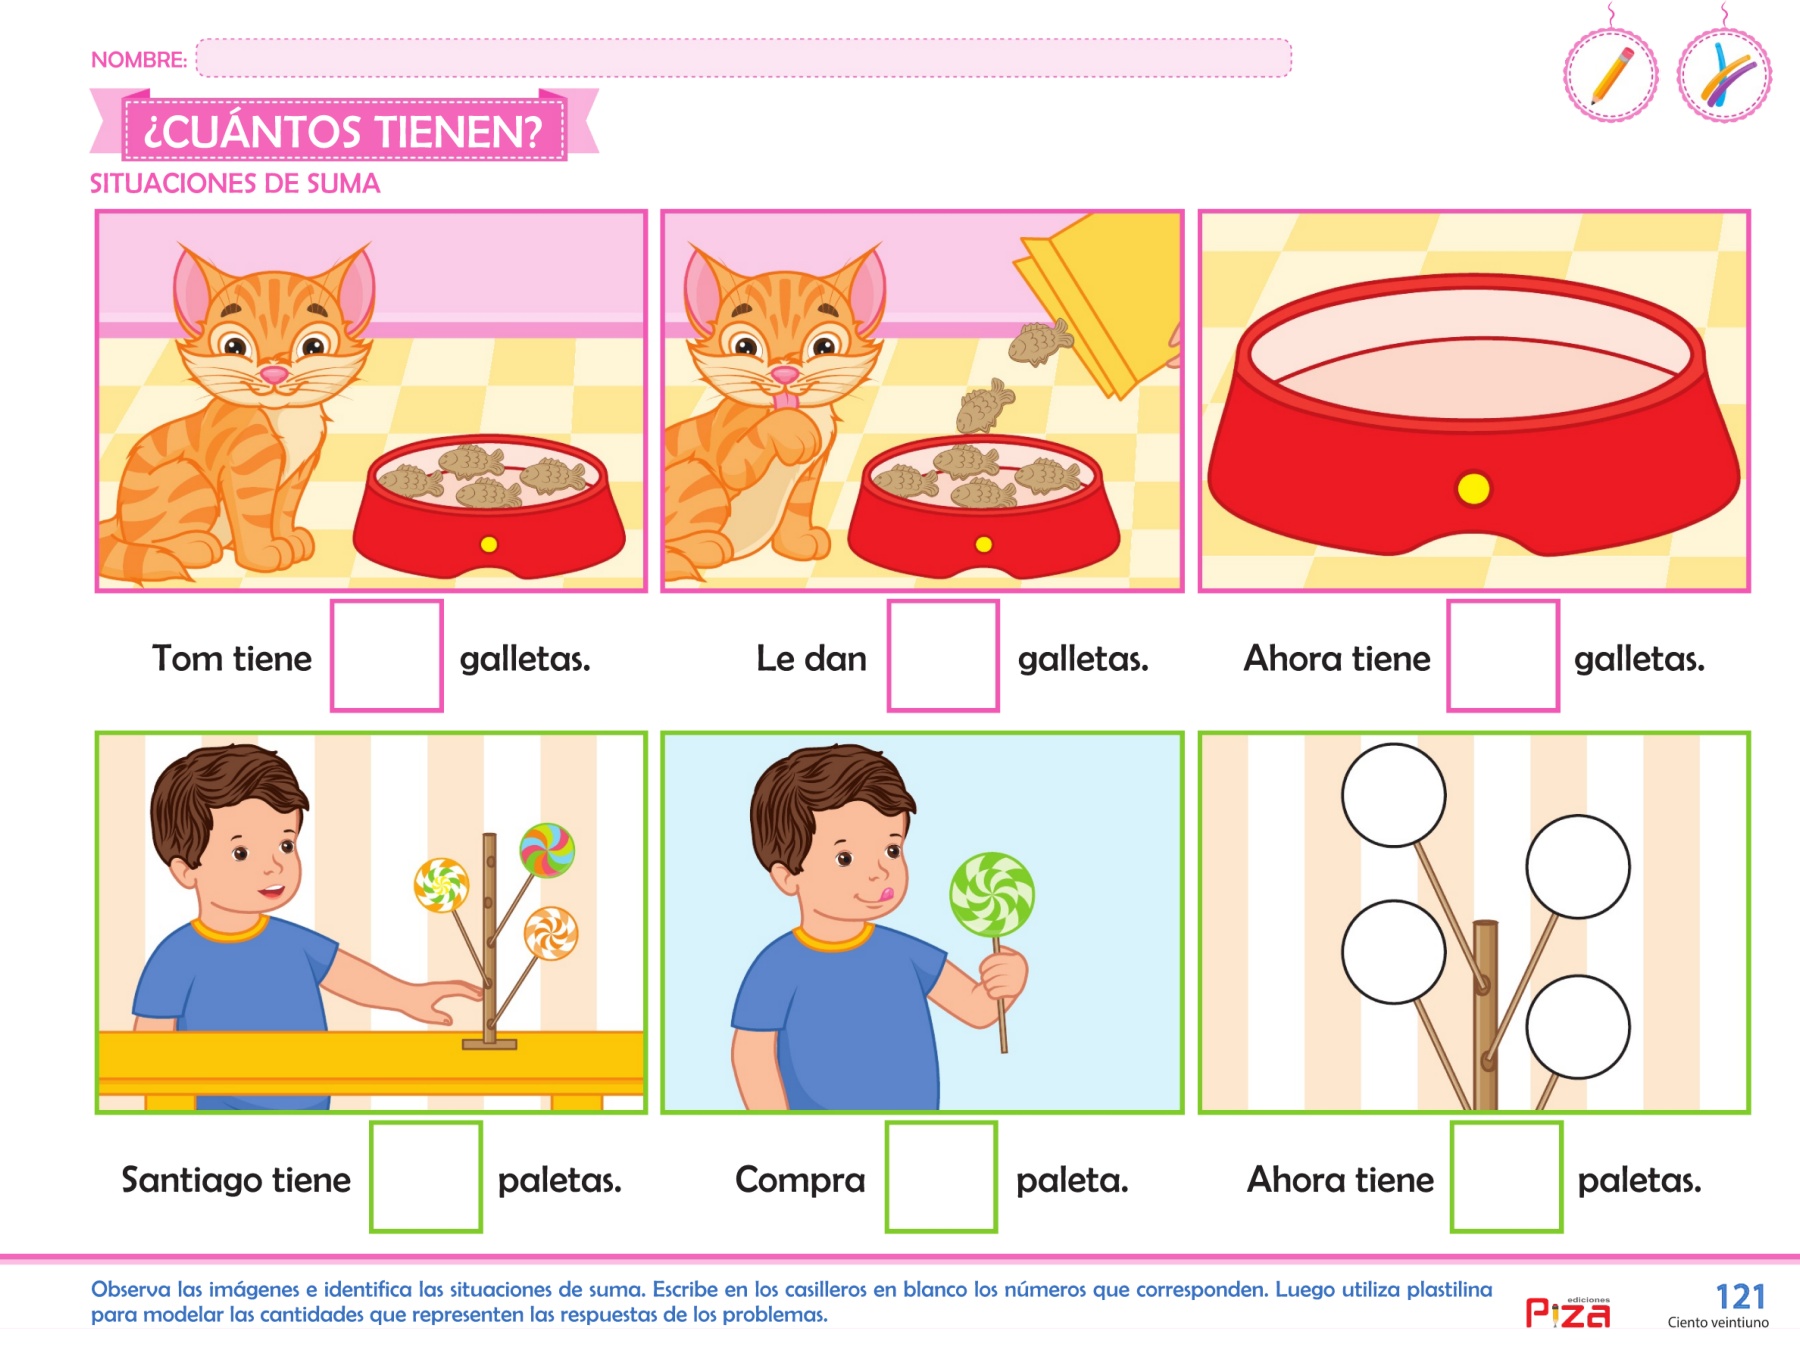 NOMBRE:
¿CUÁNTOS TIENEN?
SITUACIONES DE SUMA
Tom tiene galletas.
Le dan galletas.
Ahora tiene galletas.
Santiago tiene paletas.
Compra paleta.
Ahora tiene paletas.
Observa las imágenes e identifica las situaciones de suma. Escribe en los casilleros en blanco los números que corresponden. Luego utiliza plastilina
para modelar las cantidades que representen las respuestas de los problemas.
ediciones
Piza
121
Ciento veintiuno